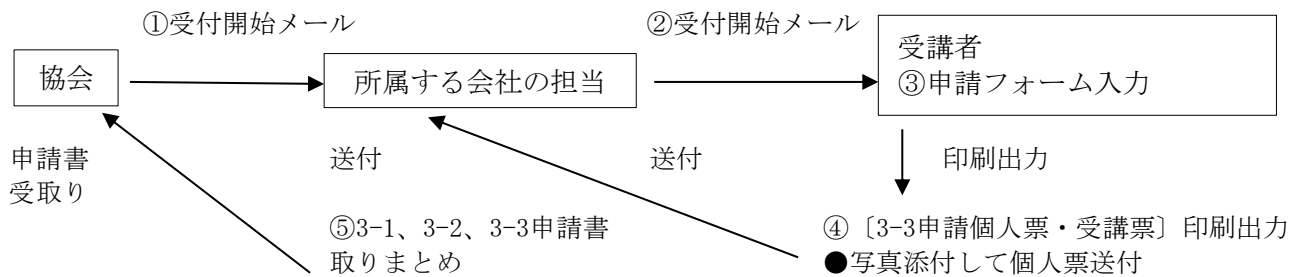 ①受付開始メール
②受付開始メール
協会
所属する会社の担当
受講者
③申請フォーム入力
申請書
受取り
送付
送付
印刷出力
⑤3-1、3-2、3-3申請書
取りまとめ
④〔3-3申請個人票・受講票〕印刷出力
●写真添付して個人票送付